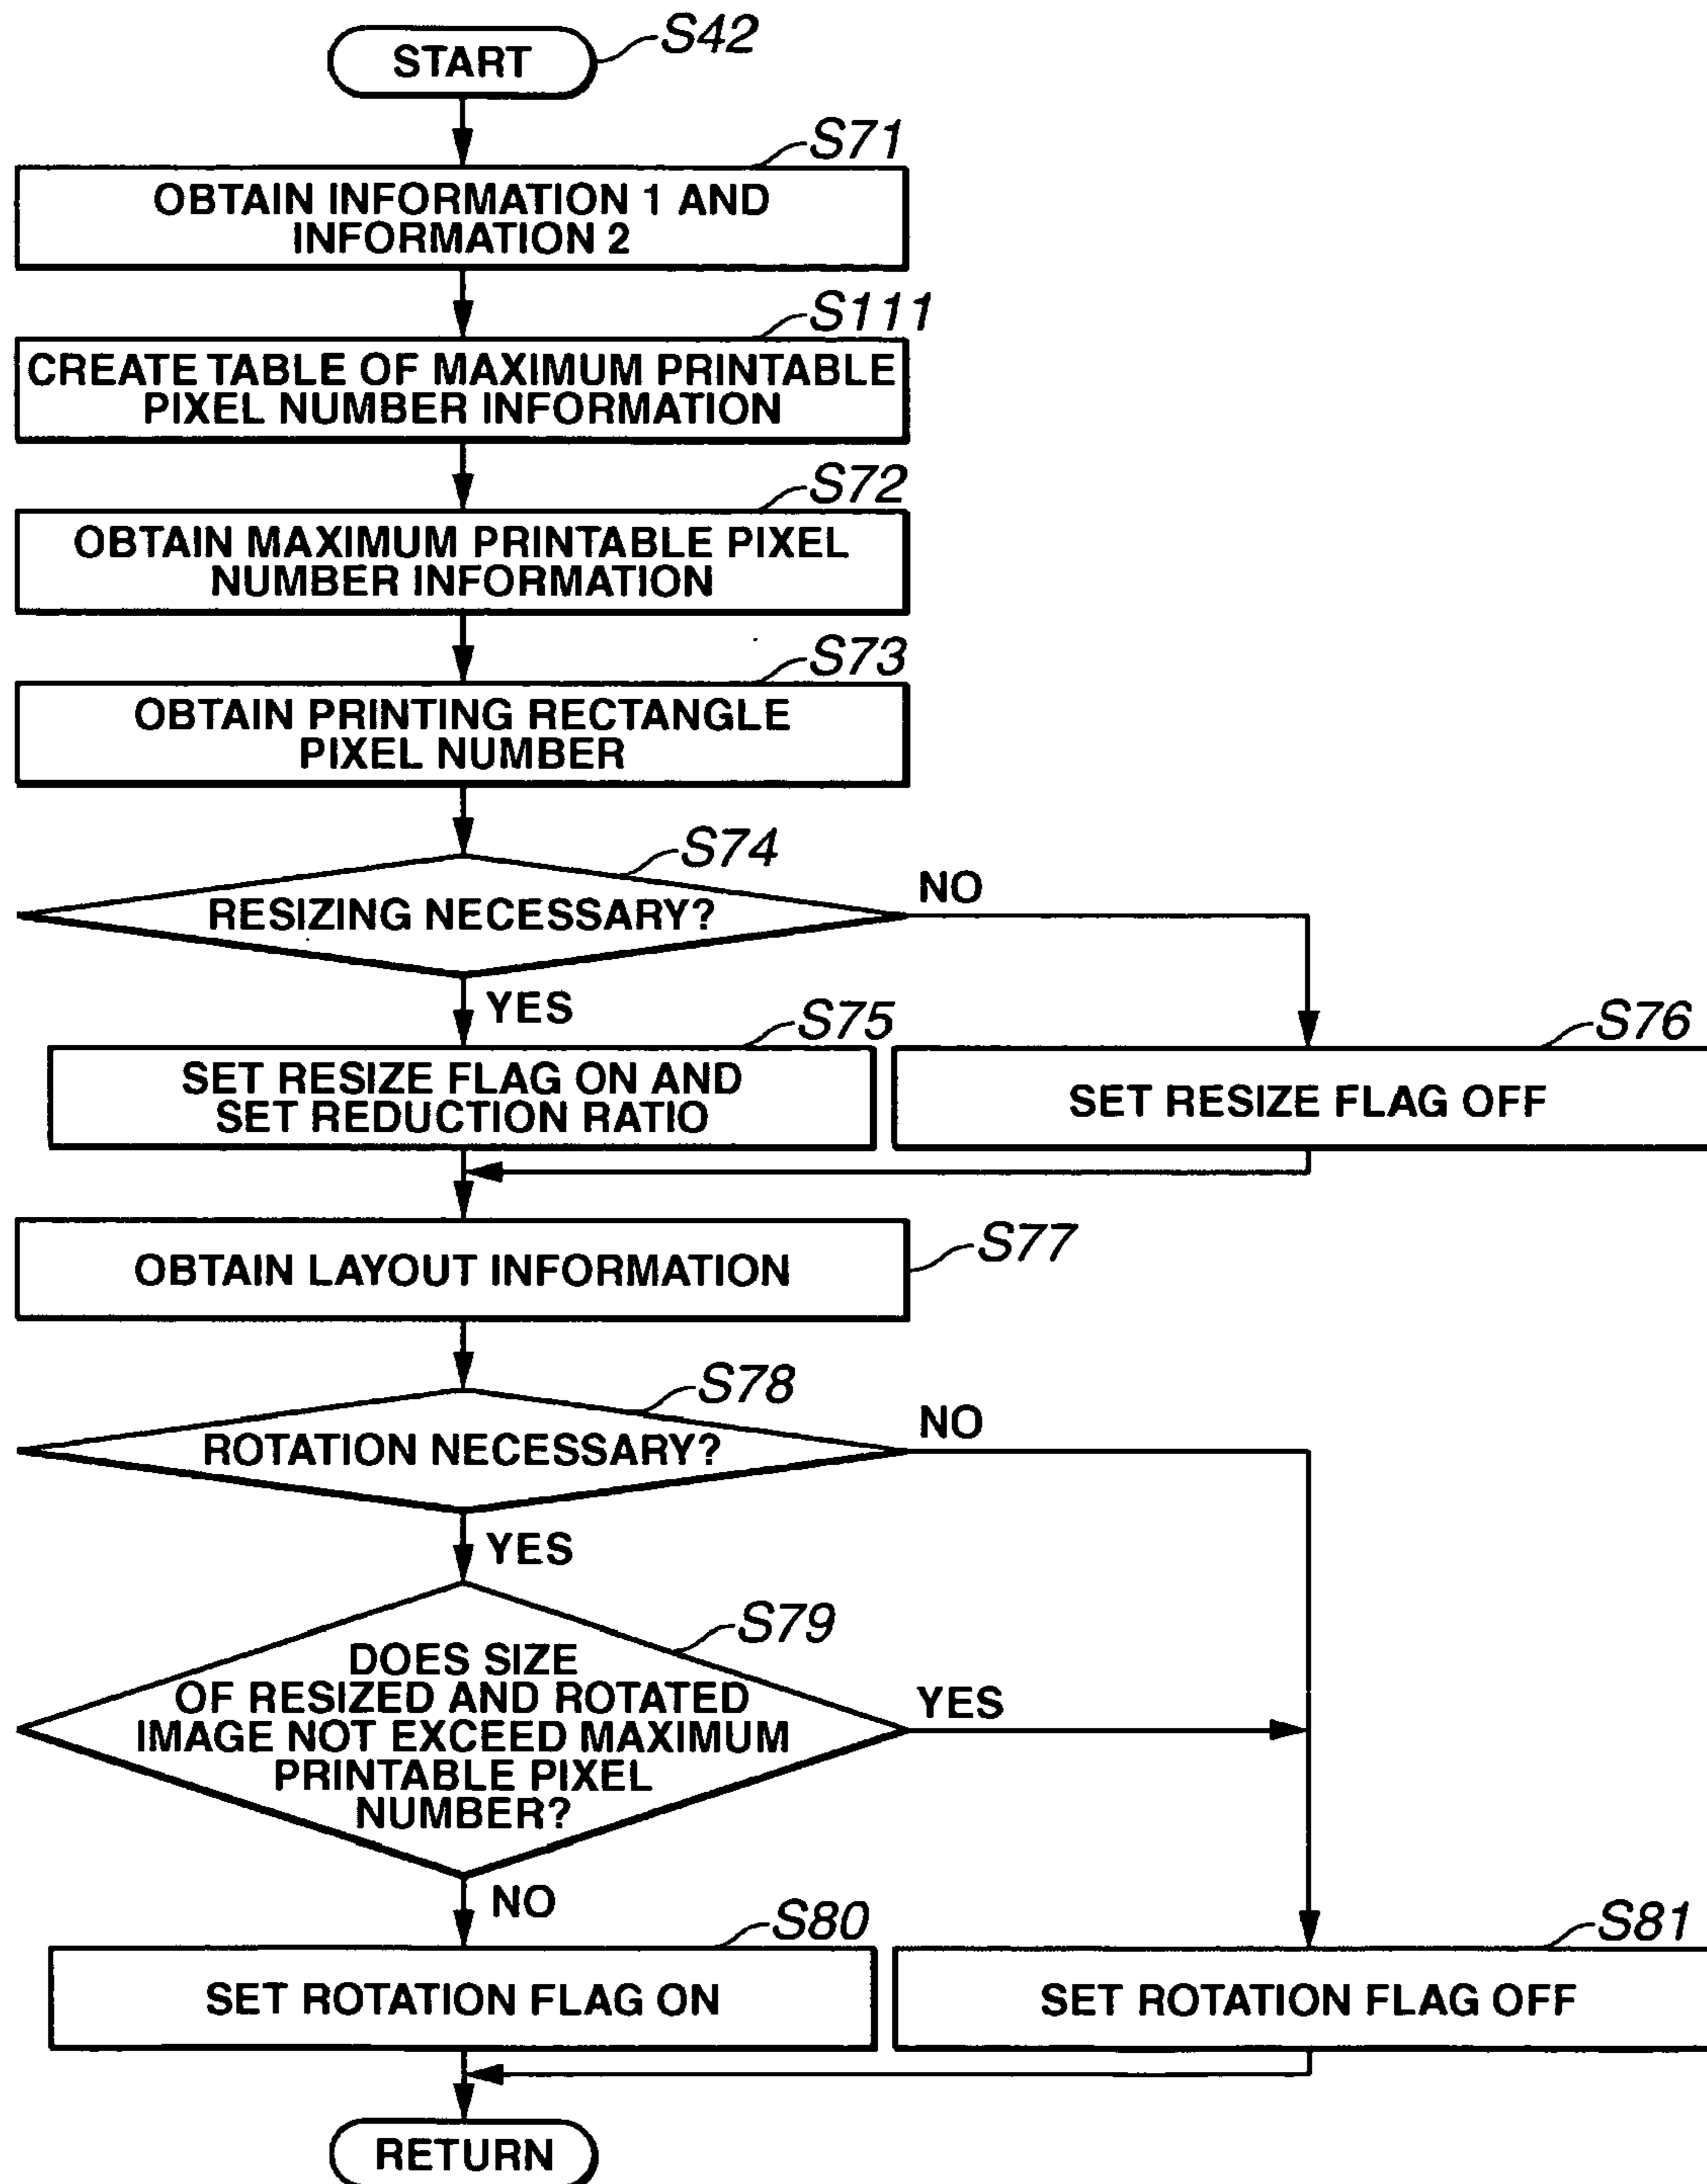 START
S42
S71
OBTAIN INFORMATION 1 AND
INFORMATION 2
S111
CREATE TABLE OF MAXIMUM PRINTABLE
PIXEL NUMBER INFORMATION
S72
OBTAIN MAXIMUM PRINTABLE PIXEL
NUMBER INFORMATION
S73
OBTAIN PRINTING RECTANGLE
PIXEL NUMBER
S74
RESIZING NECESSARY?
NO
YES
S75
SET RESIZE FLAG ON AND
SET REDUCTION RATIO
S76
SET RESIZE FLAG OFF
S77
OBTAIN LAYOUT INFORMATION
S78
ROTATION NECESSARY?
NO
YES
S79
DOES SIZE
OF RESIZED AND ROTATED
IMAGE NOT EXCEED MAXIMUM
PRINTABLE PIXEL
NUMBER?
YES
NO
S80
SET ROTATION FLAG ON
S81
SET ROTATION FLAG OFF
RETURN